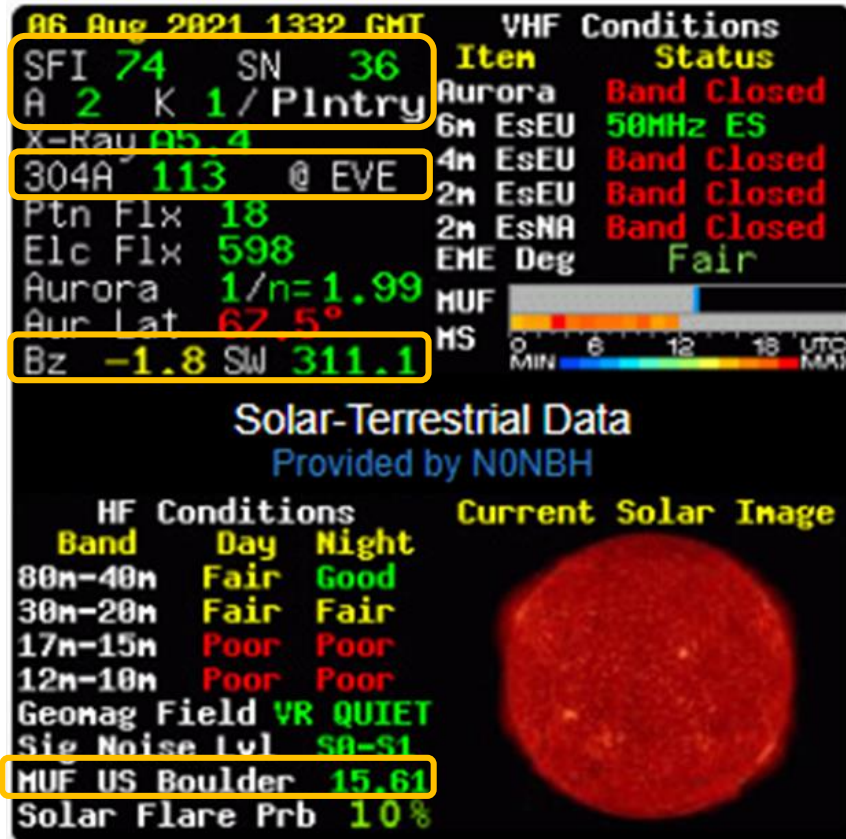 06 Aug 2021 1332 GMT
SFI 74 SN 36
A 2 K 1 / Plntry
X-Ray A5.4
304A 113 @ EVE
Ptn Flx 18
Elc Flx 598
Aurora 1/n=1.99
Aur Lat 67.5°
Bz -1.8 SW 311.1
VHF Conditions
Item Status
Aurora Band Closed
6m EsEU 50MHz ES
4m EsEU Band Closed
2m EsEU Band Closed
2m EsNA Band Closed
EME Deg Fair
MUF
MS
0 6 12 18 UTC
MIN MAX
Solar-Terrestrial Data
Provided by N0NBH
HF Conditions
Band Day Night
80m-40m Fair Good
30m-20m Fair Fair
17m-15m Poor Poor
12m-10m Poor Poor
Geomag Field VR QUIET
Sig Noise Lvl S0-S1
MUF US Boulder 15.61
Solar Flare Prb 10%
Current Solar Image